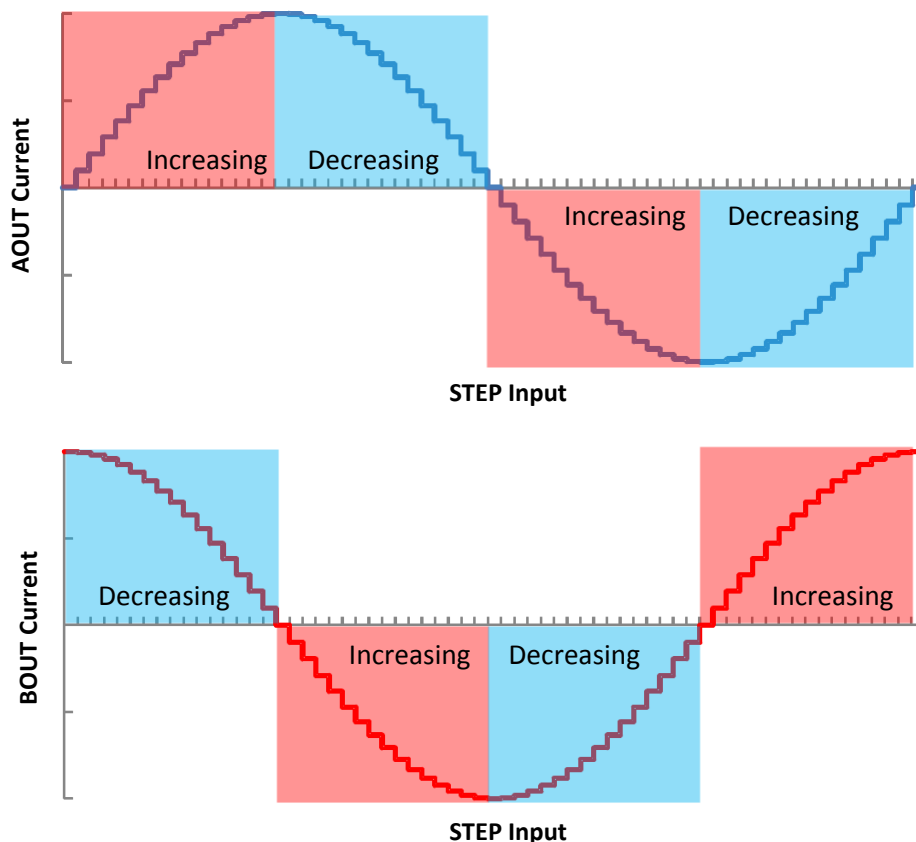 AOUT Current
Increasing
Decreasing
Increasing
Decreasing
STEP Input
BOUT Current
Decreasing
Increasing
Increasing
Decreasing
STEP Input